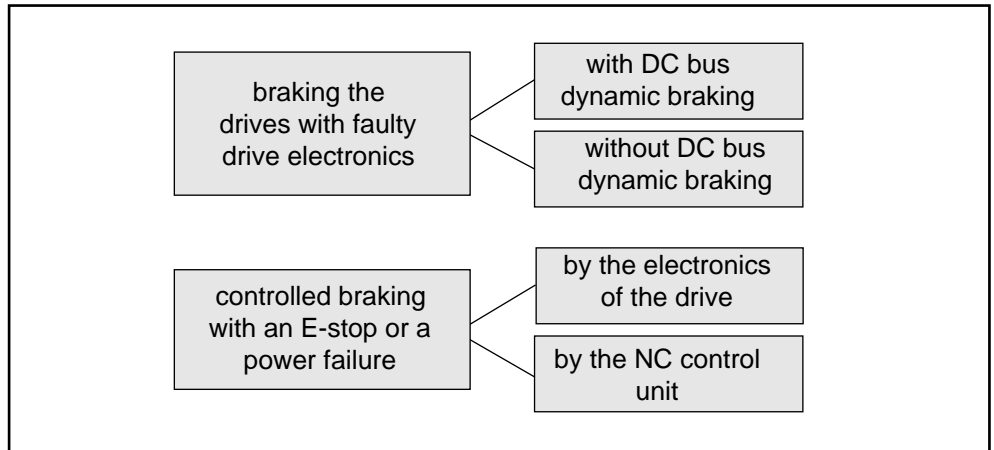 braking the
drives with faulty
drive electronics
with DC bus
dynamic braking
without DC bus
dynamic braking
controlled braking
with an E-stop or a
power failure
by the electronics
of the drive
by the NC control
unit